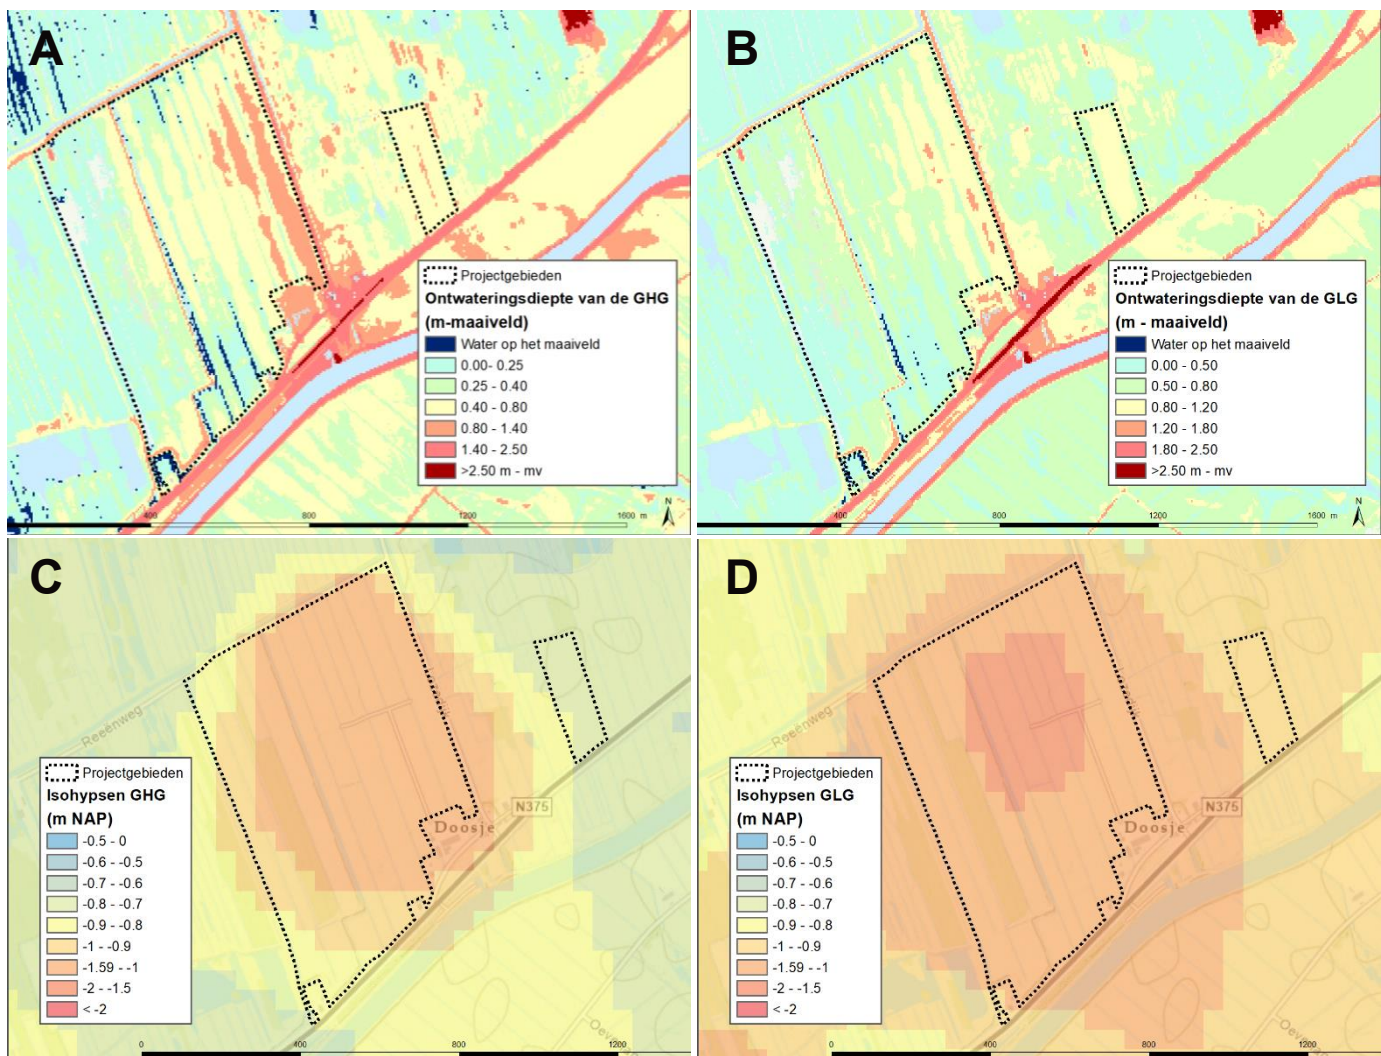 A
Projectgebieden
Ontwateringsdiepte van de GHG
(m-maaiveld)
Water op het maaiveld
0.00- 0.25
0.25 - 0.40
0.40 - 0.80
0.80 - 1.40
1.40 - 2.50
>2.50 m - mv
400
800
1200
1600 m
N
B
Projectgebieden
Ontwateringsdiepte van de GLG
(m - maaiveld)
Water op het maaiveld
0.00 - 0.50
0.50 - 0.80
0.80 - 1.20
1.20 - 1.80
1.80 - 2.50
>2.50 m - mv
400
800
1200
1600 m
N
C
Reeënweg
N375
Doosje
Projectgebieden
Isohypsen GHG
(m NAP)
-0.5 - 0
-0.6 - -0.5
-0.7 - -0.6
-0.8 - -0.7
-0.9 - -0.8
-1 - -0.9
-1.59 - -1
-2 - -1.5
< -2
0
400
800
1200
D
Reeënweg
N375
Doosje
Projectgebieden
Isohypsen GLG
(m NAP)
-0.5 - 0
-0.6 - -0.5
-0.7 - -0.6
-0.8 - -0.7
-0.9 - -0.8
-1 - -0.9
-1.59 - -1
-2 - -1.5
< -2
0
400
800
1200